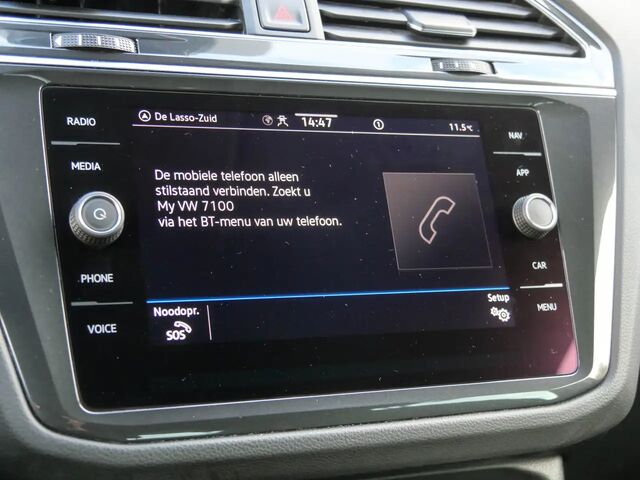 RADIO
MEDIA
PHONE
VOICE
De Lasso-Zuid
14:47
11.5°C
De mobiele telefoon alleen
stilstaand verbinden. Zoekt u
My VW 7100
via het BT-menu van uw telefoon.
Noodopr.
SOS
Setup
NAV
APP
CAR
MENU